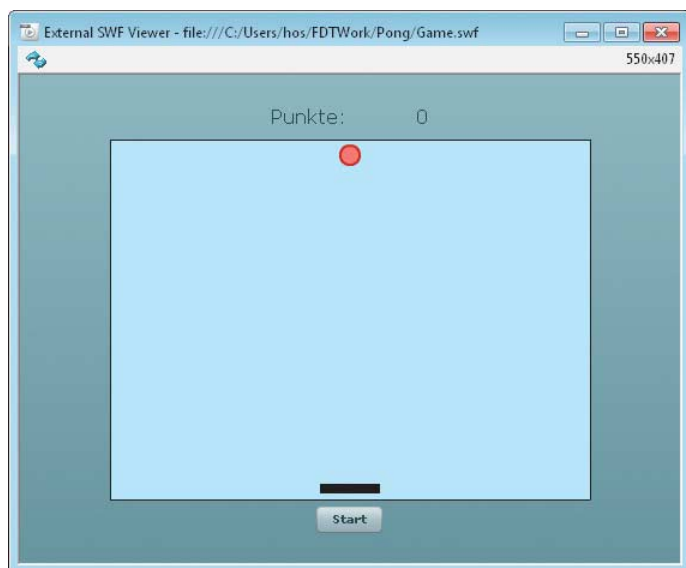 External SWF Viewer - file:///C:/Users/hos/FDTWork/Pong/Game.swf
550x407
Punkte: 0
Start